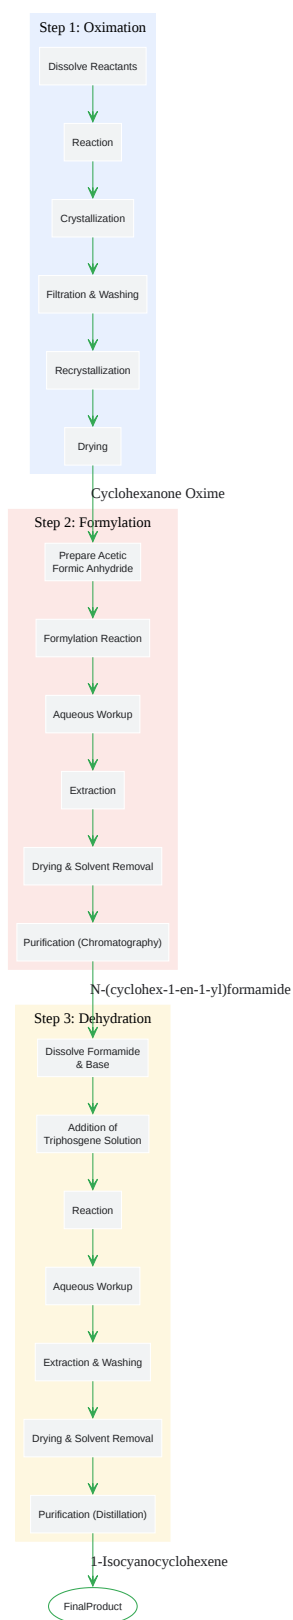 Step 1: Oximation
Dissolve Reactants
Reaction
Crystallization
Filtration & Washing
Recrystallization
Drying
Cyclohexanone Oxime
Step 2: Formylation
Prepare Acetic
Formic Anhydride
Formylation Reaction
Aqueous Workup
Extraction
Drying & Solvent Removal
Purification (Chromatography)
N-(cyclohex-1-en-1-yl)formamide
Step 3: Dehydration
Dissolve Formamide
& Base
Addition of
Triphosgene Solution
Reaction
Aqueous Workup
Extraction & Washing
Drying & Solvent Removal
Purification (Distillation)
1-Isocyanocyclohexene
FinalProduct